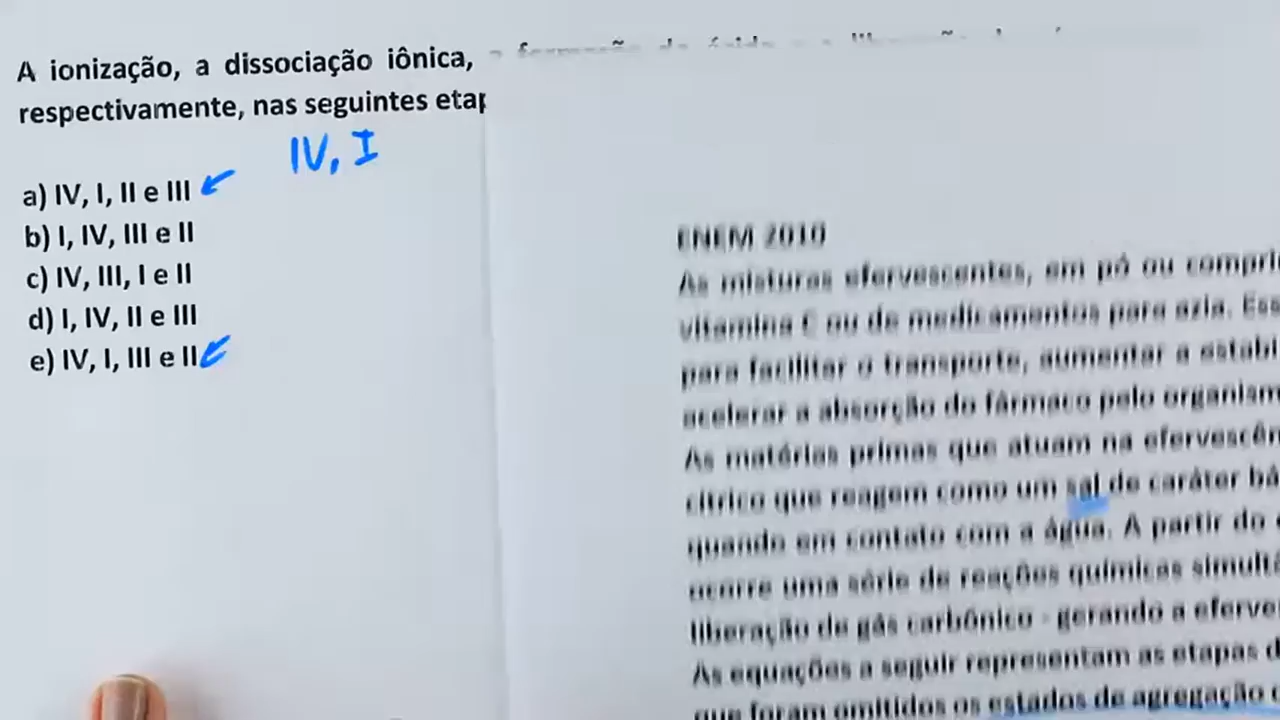 A ionização, a dissociação iônica,
respectivamente, nas seguintes etap
IV, I
a) IV, I, II e III
b) I, IV, III e II
c) IV, III, I e II
d) I, IV, II e III
e) IV, I, III e II
ENEM 2010
As misturas efervescentes, em pó ou compri
vitamina C ou de medicamentos para azia. Ess
para facilitar o transporte, aumentar a estabi
acelerar a absorção do fármaco pelo organism
As matérias primas que atuam na efervescên
cítrico que reagem como um sal de caráter bá
quando em contato com a água. A partir do
ocorre uma série de reações químicas simultâ
liberação de gás carbônico - gerando a eferve
As equações a seguir representam as etapas d
que foram omitidos os estados de agregação